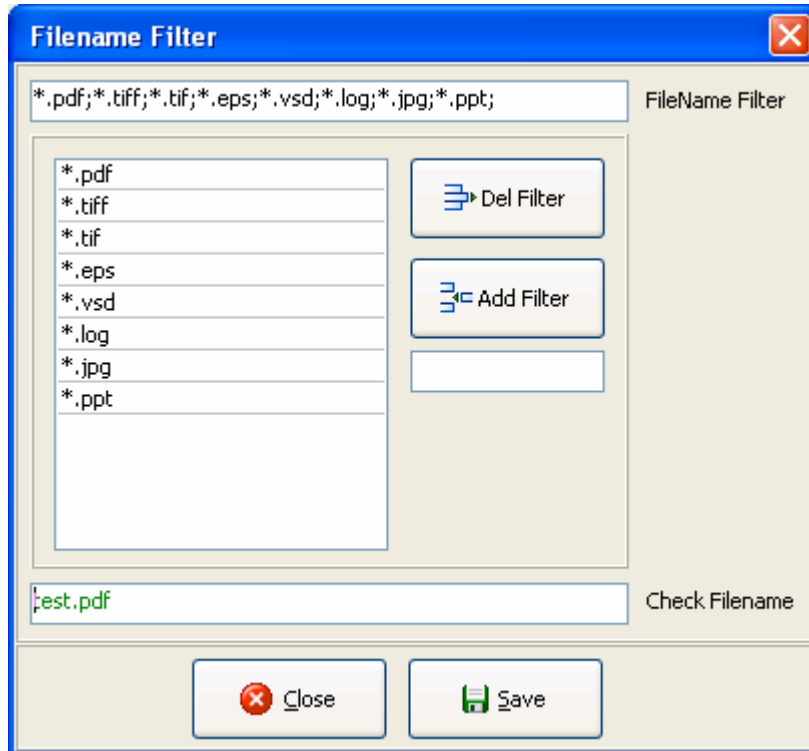 Filename Filter
*.pdf;*.tiff;*.tif;*.eps;*.vsd;*.log;*.jpg;*.ppt;
FileName Filter
*.pdf
*.tiff
*.tif
*.eps
*.vsd
*.log
*.jpg
*.ppt
Del Filter
Add Filter
test.pdf
Check Filename
Close
Save